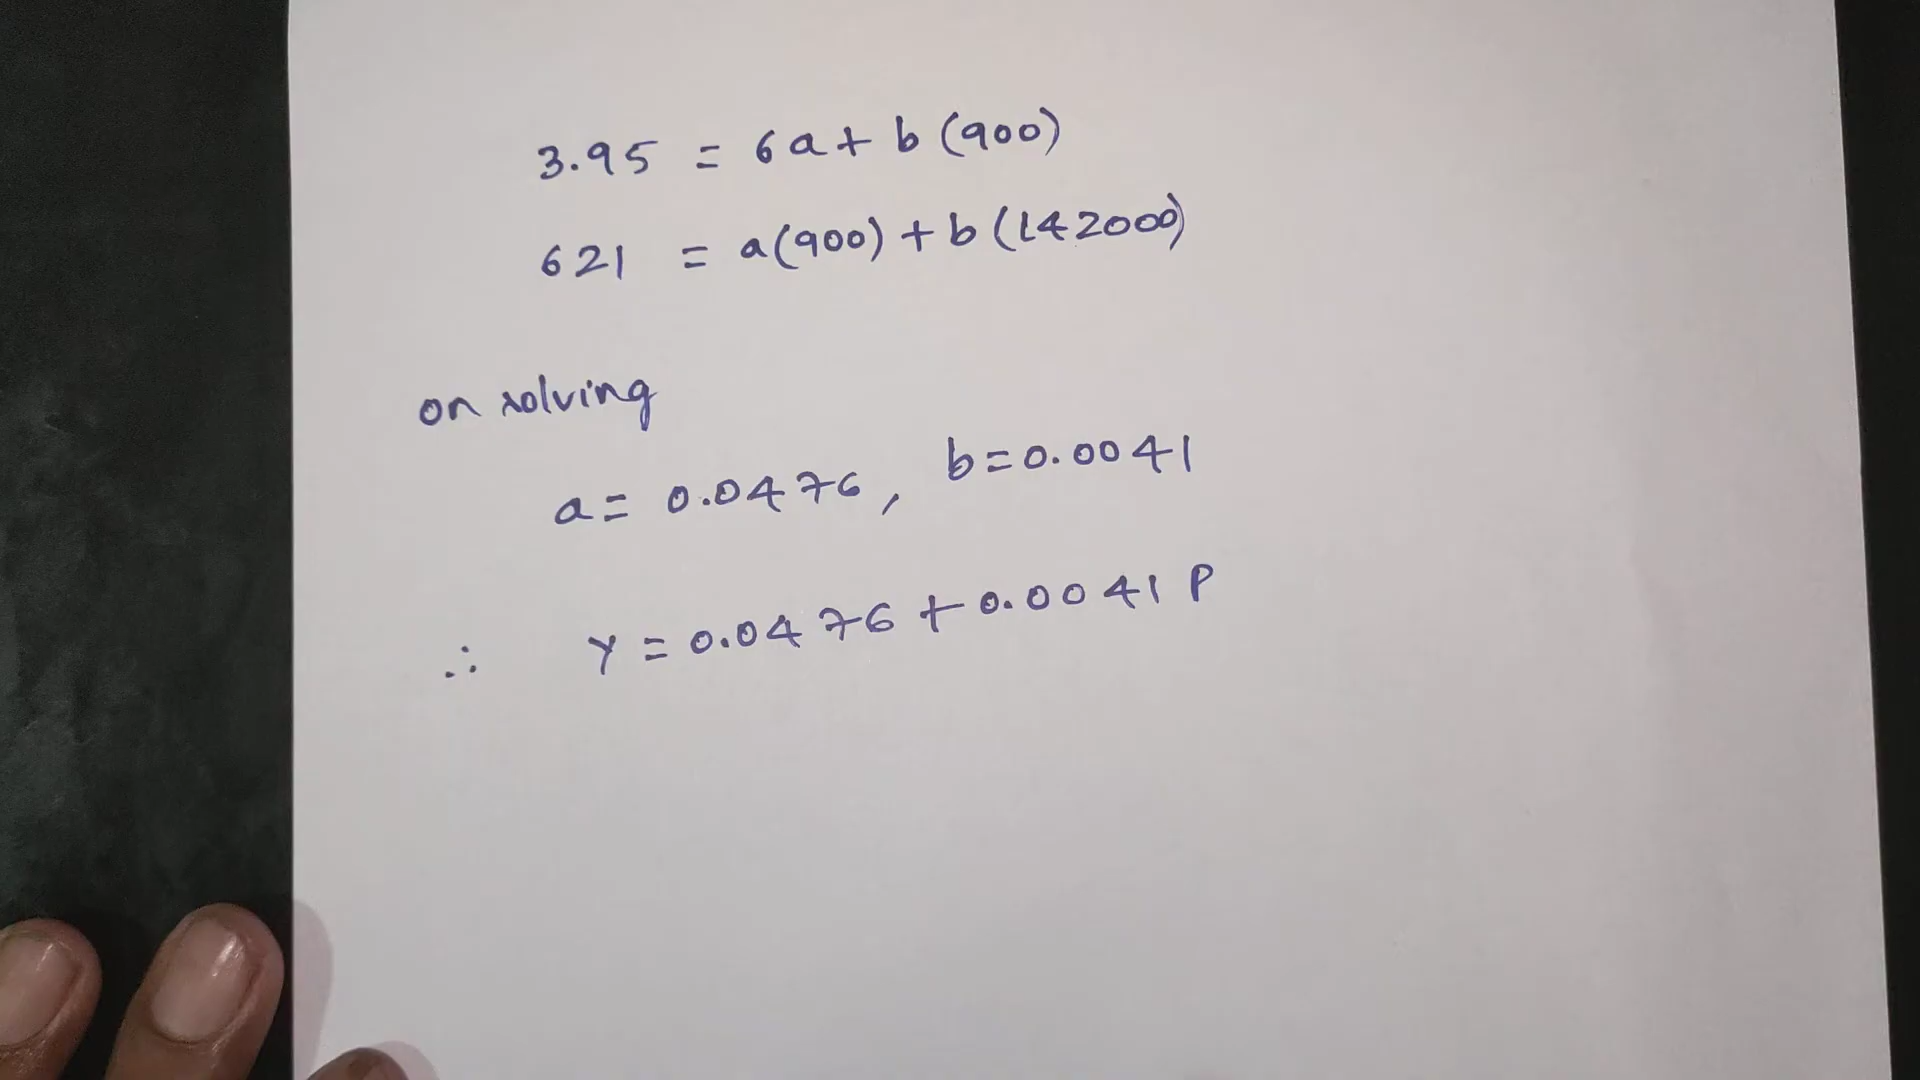 3.95 = 6a + b (900)
621 = a(900) + b (142000)
on solving
a = 0.0476, b = 0.0041
∴ Y = 0.0476 + 0.0041 P